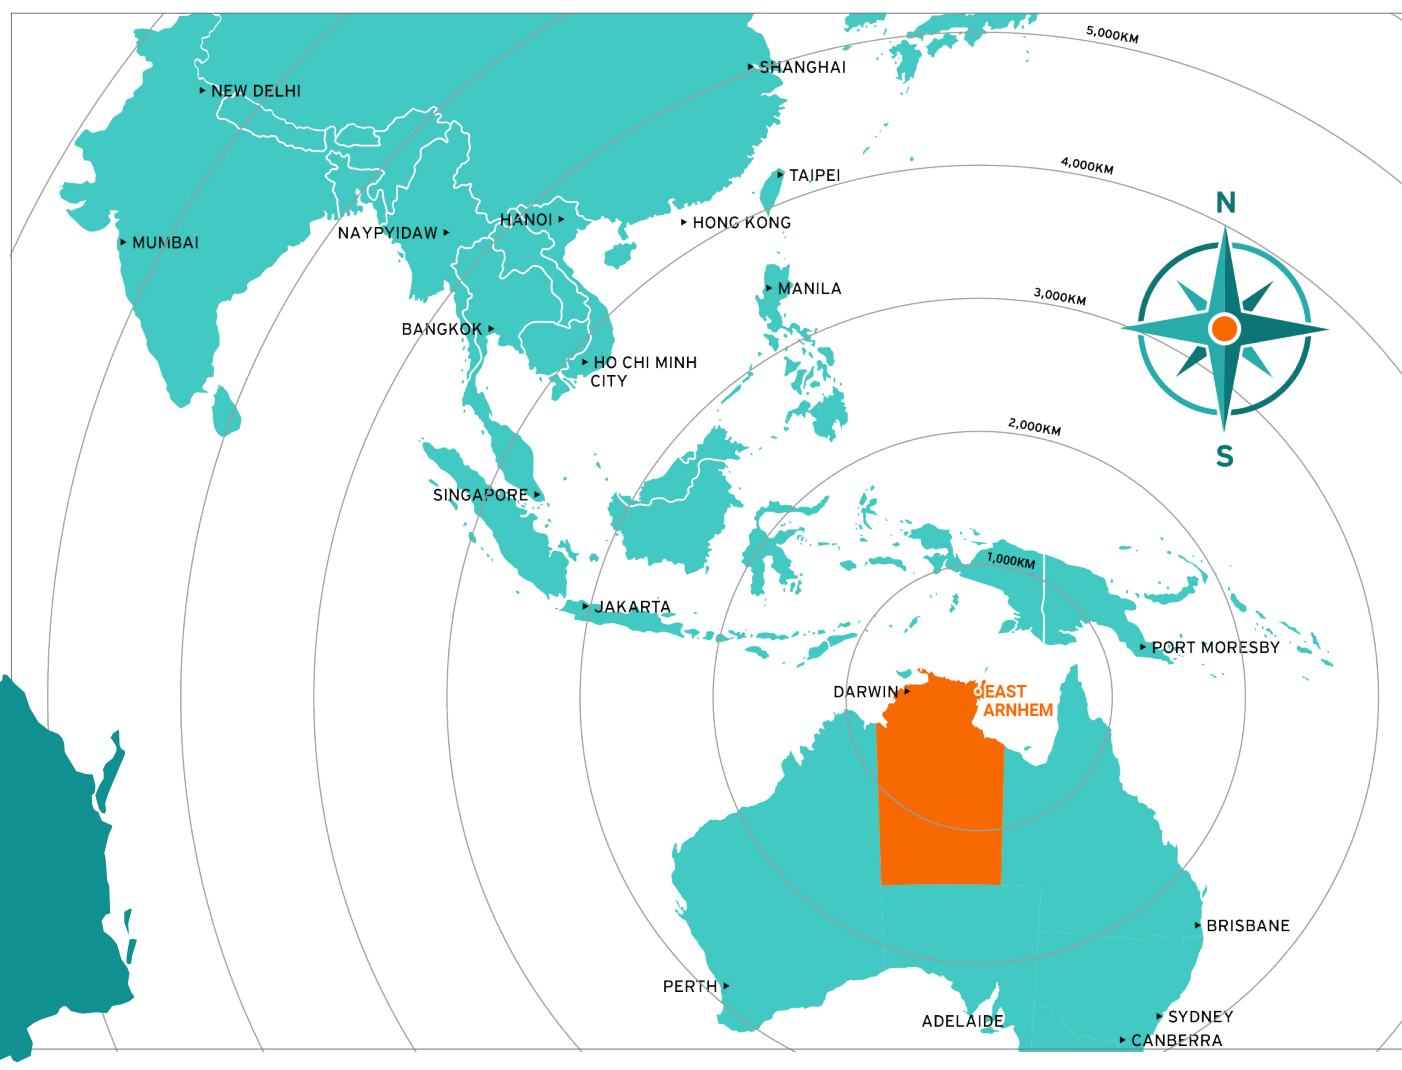 5,000KM
SHANGHAI
NEW DELHI
4,000KM
TAIPEI
N
HANOI
HONG KONG
NAYPYIDAW
MUMBAI
MANILA
3,000KM
BANGKOK
HO CHI MINH
CITY
2,000KM
S
SINGAPORE
1,000KM
JAKARTA
PORT MORESBY
DARWIN
EAST
ARNHEM
BRISBANE
PERTH
SYDNEY
ADELAIDE
CANBERRA